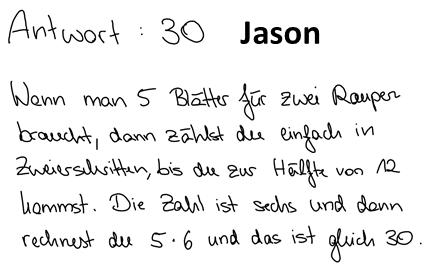 Antwort : 30 Jason
Wenn man 5 Blätter für zwei Raupen
braucht, dann zählst du einfach in
Zweierschritten, bis du zur Hälfte von 12
kommst. Die Zahl ist sechs und dann
rechnest du 5 · 6 und das ist gleich 30.